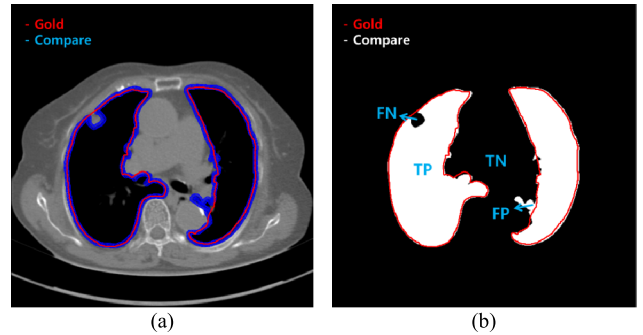 - Gold
- Compare
- Gold
- Compare
FN
TP
TN
FP
(a)
(b)